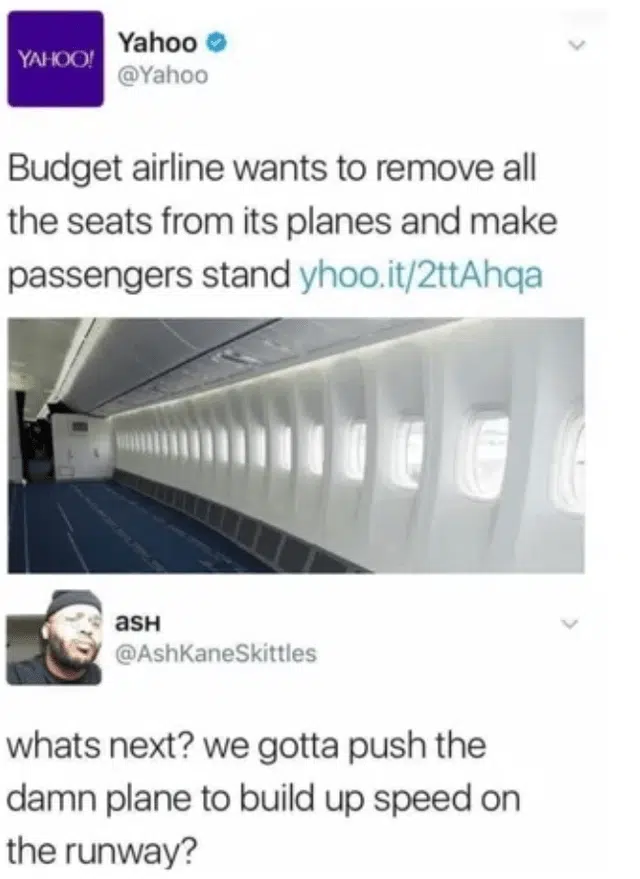 YAHOO!
Yahoo
@Yahoo
Budget airline wants to remove all
the seats from its planes and make
passengers stand yhoo.it/2ttAhqa
aSH
@AshKaneSkittles
whats next? we gotta push the
damn plane to build up speed on
the runway?